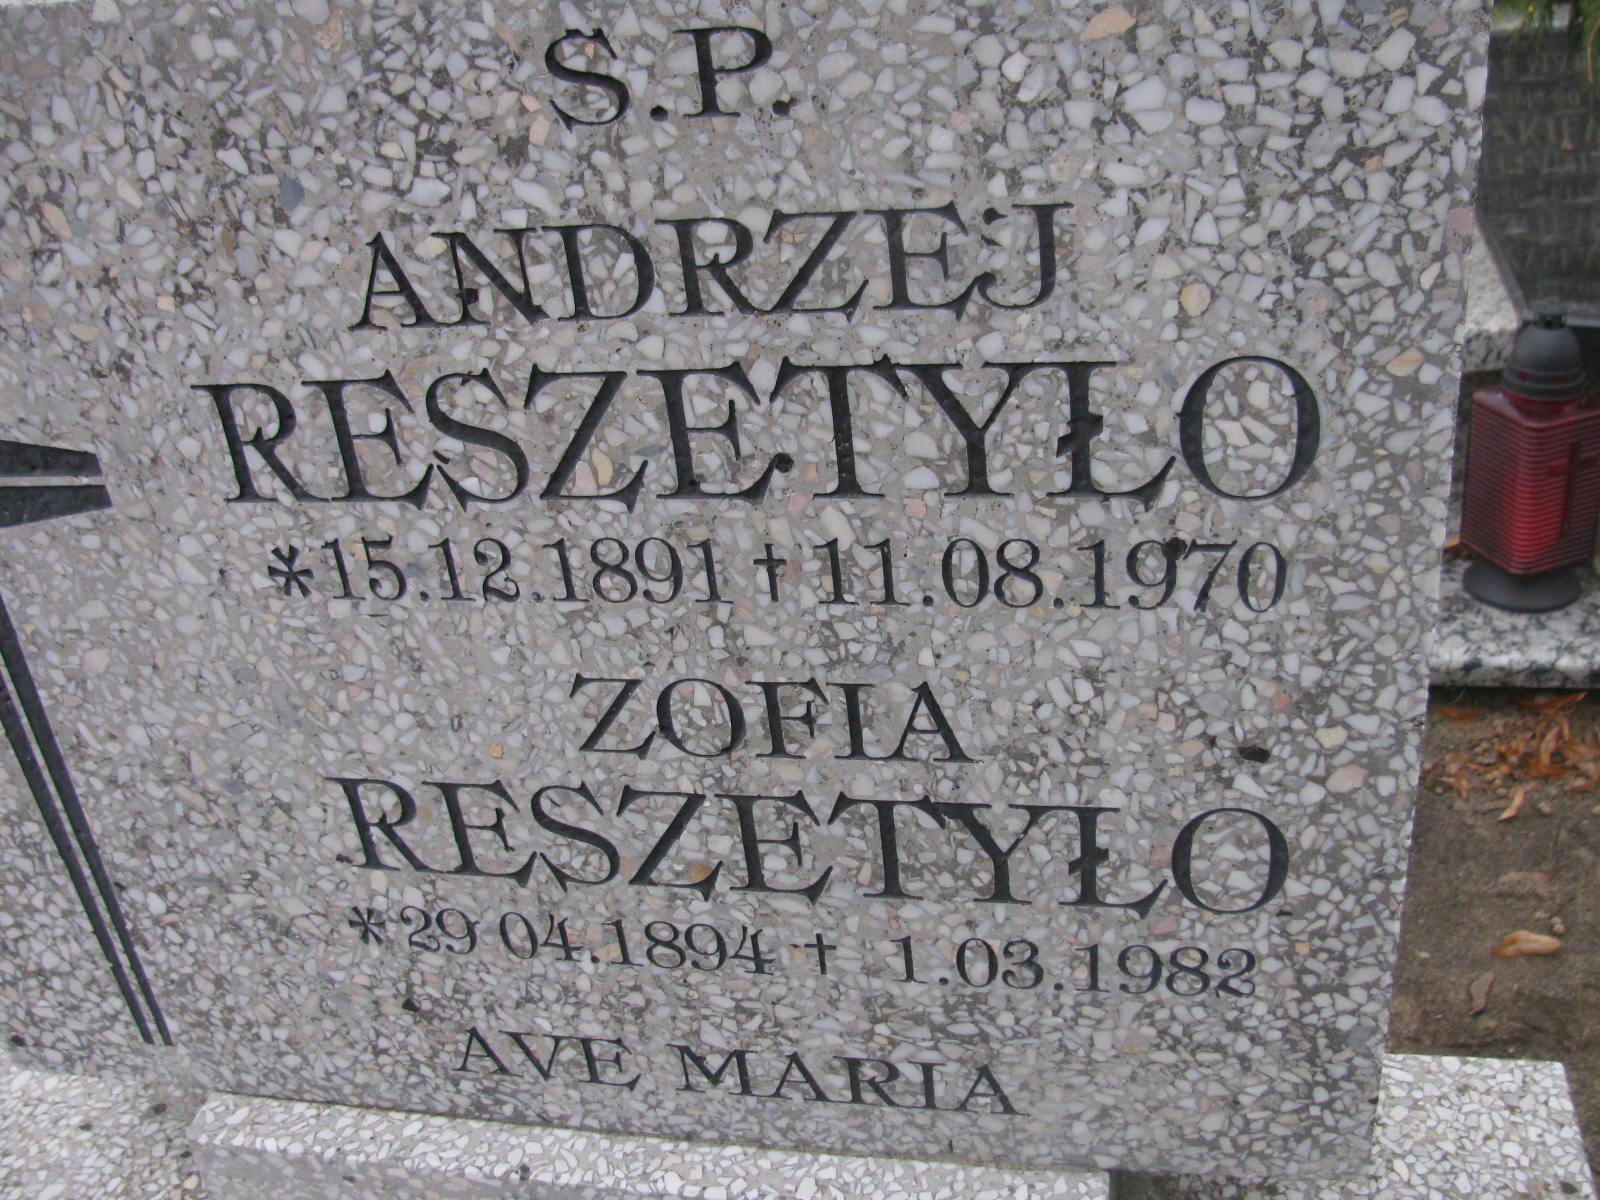 Ś.P.
ANDRZEJ
RESZETYŁO
*15.12.1891 + 11.08.1970
ZOFIA
RESZETYŁO
*29 04.1894 + 1.03.1982
AVE MARIA